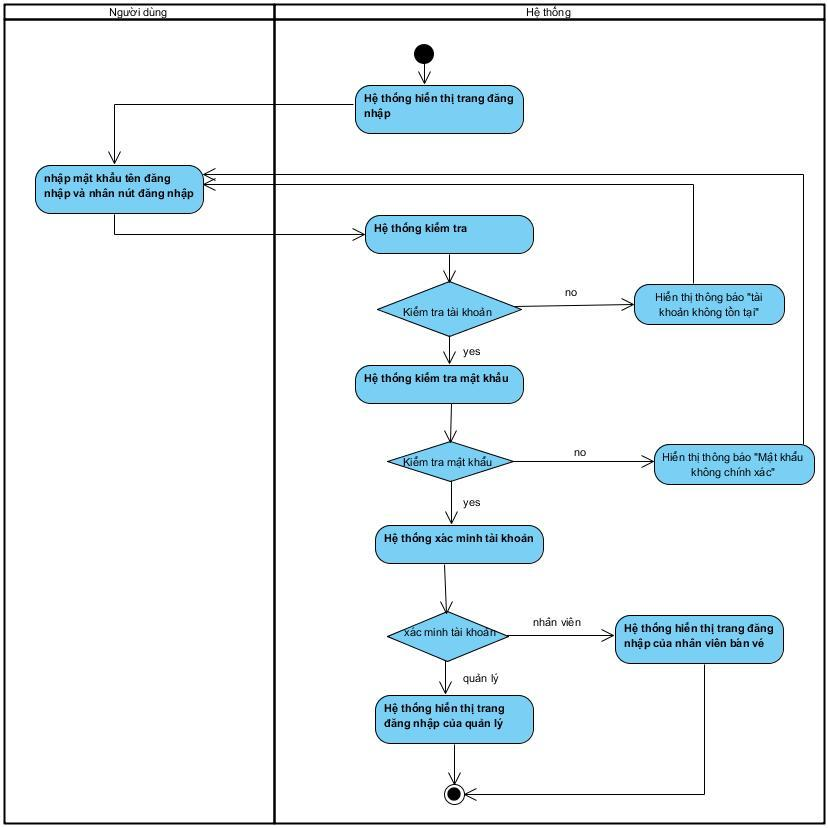 Người dùng
Hệ thống
Hệ thống hiển thị trang đăng
nhập
nhập mật khẩu tên đăng
nhập và nhấn nút đăng nhập
Hệ thống kiểm tra
Kiểm tra tài khoản
no
Hiển thị thông báo "tài
khoản không tồn tại"
yes
Hệ thống kiểm tra mật khẩu
Kiểm tra mật khẩu
no
Hiển thị thông báo "Mật khẩu
không chính xác"
yes
Hệ thống xác minh tài khoản
xác minh tài khoản
nhân viên
Hệ thống hiển thị trang đăng
nhập của nhân viên bàn vé
quản lý
Hệ thống hiển thị trang
đăng nhập của quản lý